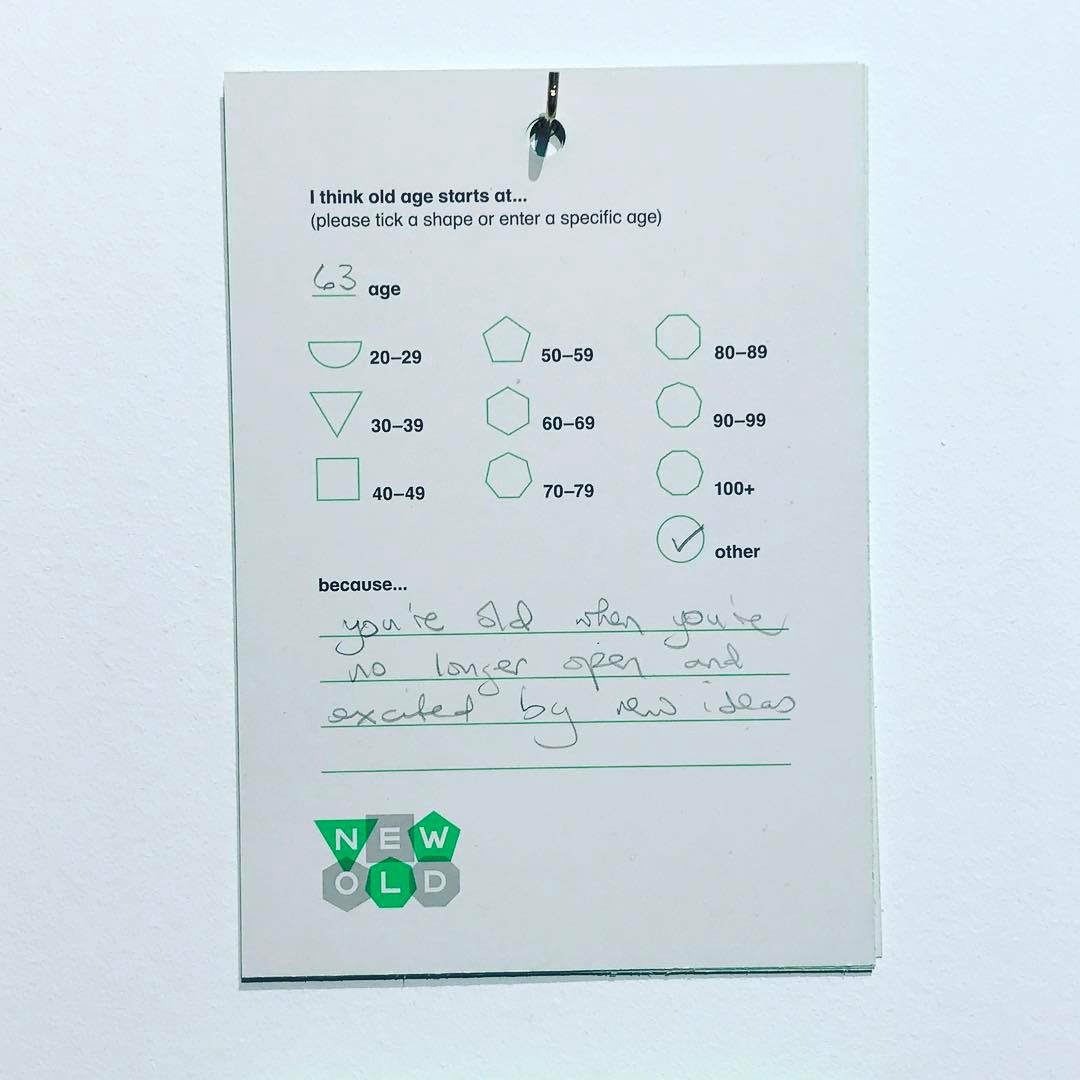 I think old age starts at...
(please tick a shape or enter a specific age)
63 age
20–29 50–59 80–89
30–39 60–69 90–99
40–49 70–79 100+
other
because...
you're old when you're
no longer open and
excited by new ideas
NEW
OLD